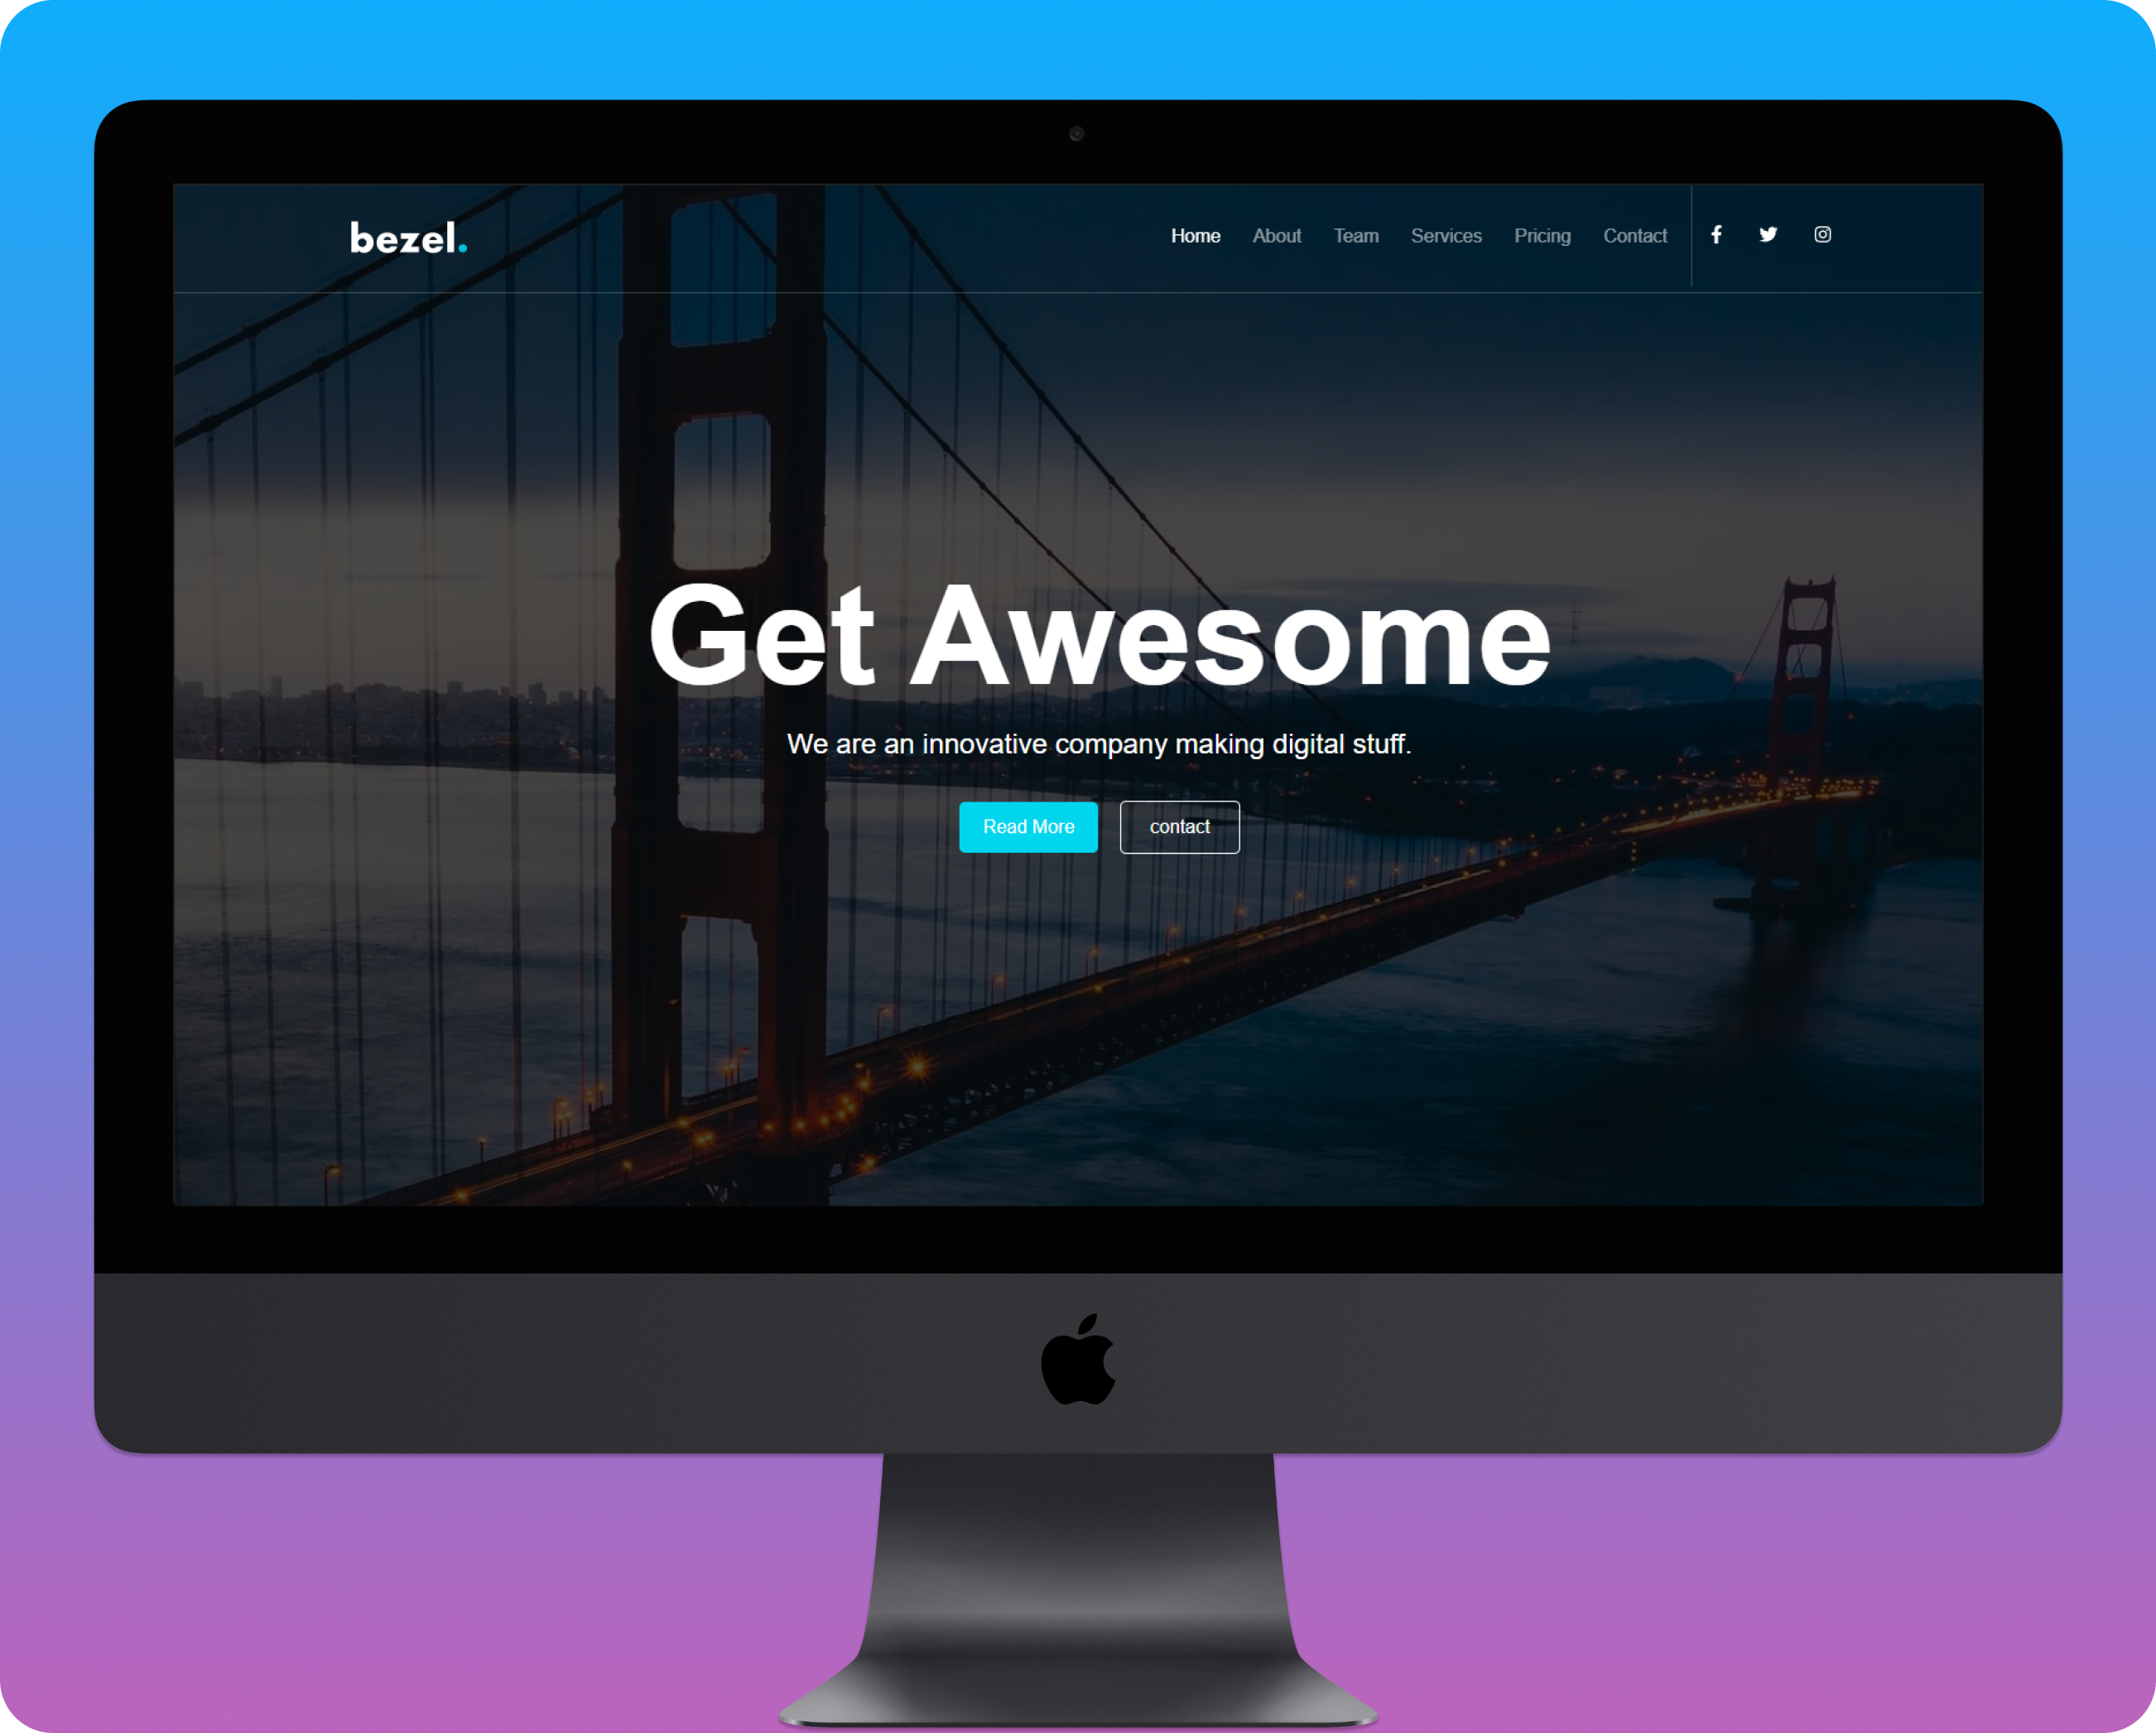 bezel.
Home About Team Services Pricing Contact
Get Awesome
We are an innovative company making digital stuff.
Read More contact